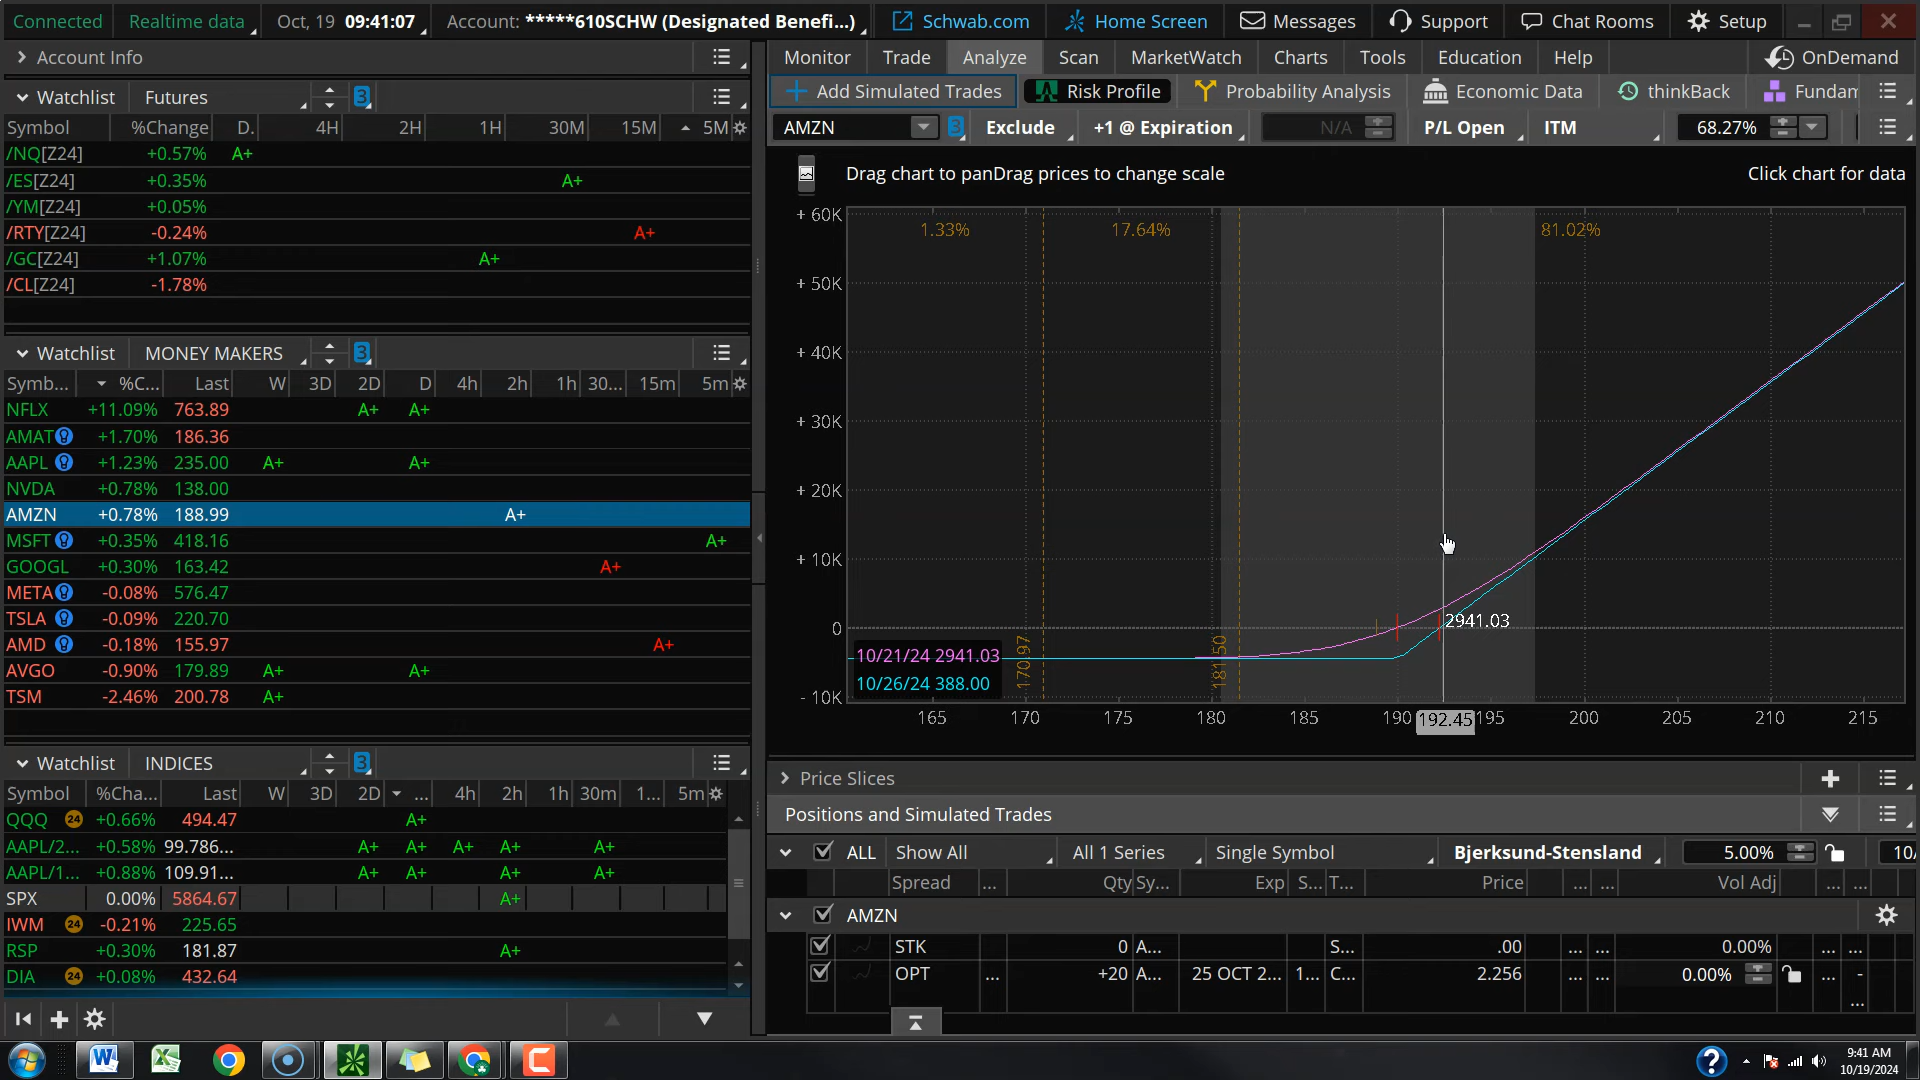 Connected Realtime data Oct, 19 09:41:07 Account: *****610SCHW (Designated Benefi...) Schwab.com Home Screen Messages Support Chat Rooms Setup
Account Info
Monitor Trade Analyze Scan MarketWatch Charts Tools Education Help OnDemand
Watchlist Futures 3
+ Add Simulated Trades Risk Profile Probability Analysis Economic Data thinkBack Fundam
Symbol %Change D. 4H 2H 1H 30M 15M 5M
AMZN 3 Exclude +1 @ Expiration N/A P/L Open ITM 68.27%
/NQ[Z24] +0.57% A+
/ES[Z24] +0.35% A+
/YM[Z24] +0.05%
/RTY[Z24] -0.24% A+
/GC[Z24] +1.07% A+
/CL[Z24] -1.78%
Drag chart to panDrag prices to change scale Click chart for data
+ 60K
+ 50K
+ 40K
+ 30K
+ 20K
+ 10K
0
- 10K
1.33% 17.64% 81.02%
170.97 181.50
2941.03
10/21/24 2941.03
10/26/24 388.00
165 170 175 180 185 190 192.45 195 200 205 210 215
Watchlist MONEY MAKERS 3
Symb... %C... Last W 3D 2D D 4h 2h 1h 30... 15m 5m
NFLX +11.09% 763.89 A+ A+
AMAT +1.70% 186.36
AAPL +1.23% 235.00 A+ A+
NVDA +0.78% 138.00
AMZN +0.78% 188.99 A+
MSFT +0.35% 418.16 A+
GOOGL +0.30% 163.42 A+
META -0.08% 576.47
TSLA -0.09% 220.70
AMD -0.18% 155.97 A+
AVGO -0.90% 179.89 A+ A+
TSM -2.46% 200.78 A+
Watchlist INDICES 3
Symbol %Cha... Last W 3D 2D ... 4h 2h 1h 30m 1... 5m
QQQ 24 +0.66% 494.47 A+
AAPL/2... +0.58% 99.786... A+ A+ A+ A+ A+
AAPL/1... +0.88% 109.91... A+ A+ A+ A+
SPX 0.00% 5864.67 A+
IWM 24 -0.21% 225.65
RSP +0.30% 181.87 A+
DIA 24 +0.08% 432.64
Price Slices
Positions and Simulated Trades
ALL Show All All 1 Series Single Symbol Bjerksund-Stensland 5.00% 10/
Spread ... Qty Sy... Exp S... T... Price ... ... Vol Adj ... ...
AMZN
STK 0 A... S... .00 ... ... 0.00% ... ...
OPT ... +20 A... 25 OCT 2... 1... C... 2.256 ... ... 0.00% ... -
...
9:41 AM
10/19/2024